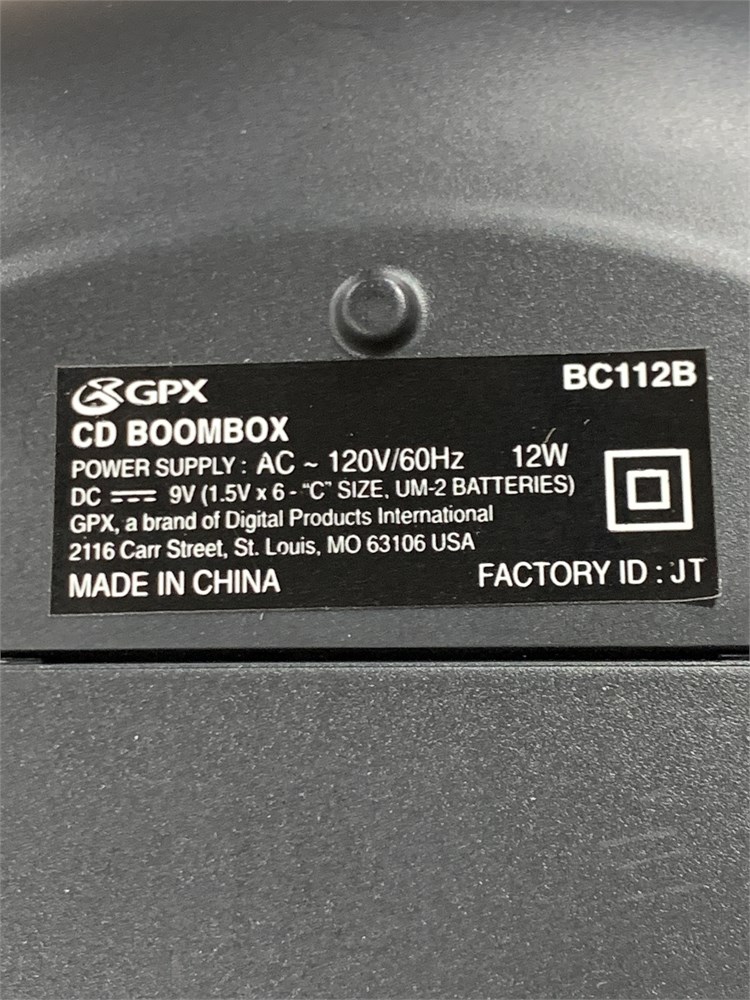 GPX BC112B
CD BOOMBOX
POWER SUPPLY : AC ~ 120V/60Hz 12W
DC ⎓ 9V (1.5V x 6 - “C” SIZE, UM-2 BATTERIES)
GPX, a brand of Digital Products International
2116 Carr Street, St. Louis, MO 63106 USA
MADE IN CHINA FACTORY ID : JT